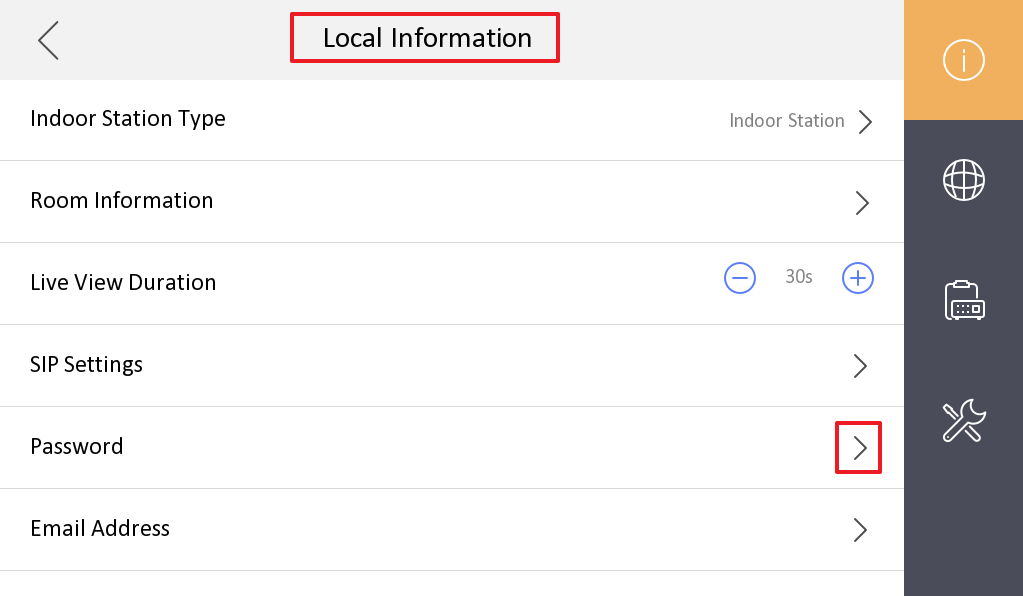 Local Information
Indoor Station Type Indoor Station
Room Information
Live View Duration 30s
SIP Settings
Password
Email Address